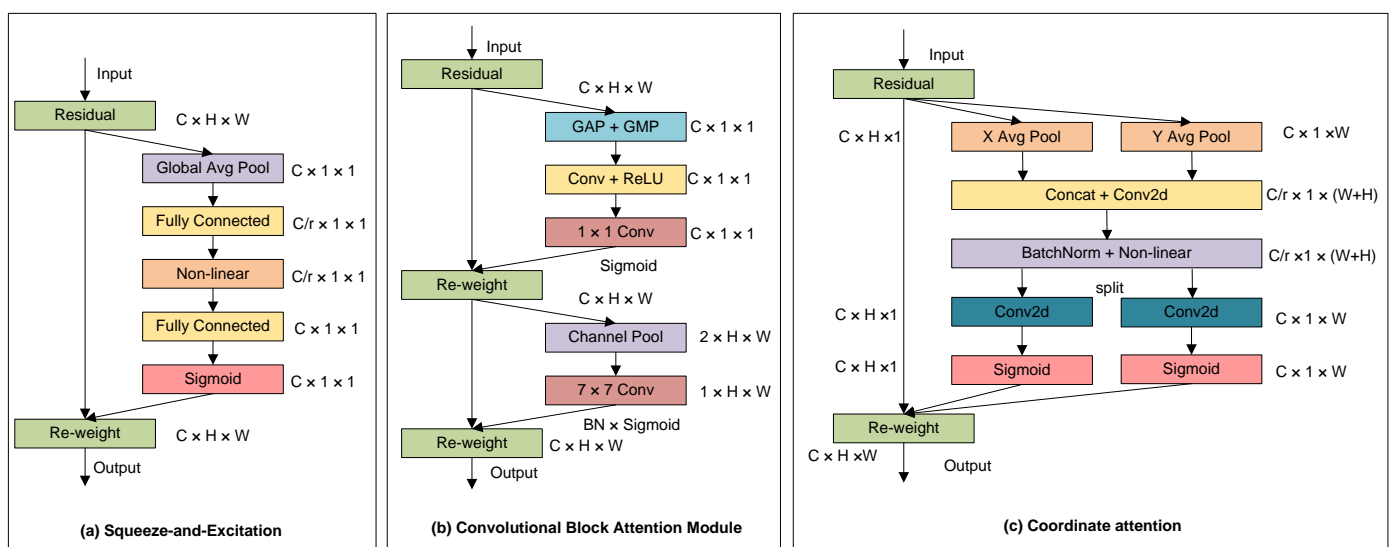 Input
Residual
C × H × W
Global Avg Pool
C × 1 × 1
Fully Connected
C/r × 1 × 1
Non-linear
C/r × 1 × 1
Fully Connected
C × 1 × 1
Sigmoid
C × 1 × 1
Re-weight
C × H × W
Output
(a) Squeeze-and-Excitation
Input
Residual
C × H × W
GAP + GMP
C × 1 × 1
Conv + ReLU
C × 1 × 1
1 × 1 Conv
C × 1 × 1
Sigmoid
Re-weight
C × H × W
Channel Pool
2 × H × W
7 × 7 Conv
1 × H × W
BN × Sigmoid
Re-weight
C × H × W
Output
(b) Convolutional Block Attention Module
Input
Residual
C × H ×1
X Avg Pool
Y Avg Pool
C × 1 ×W
Concat + Conv2d
C/r × 1 × (W+H)
BatchNorm + Non-linear
C/r ×1 × (W+H)
split
C × H ×1
Conv2d
Conv2d
C × 1 × W
C × H ×1
Sigmoid
Sigmoid
C × 1 × W
Re-weight
C × H ×W
Output
(c) Coordinate attention